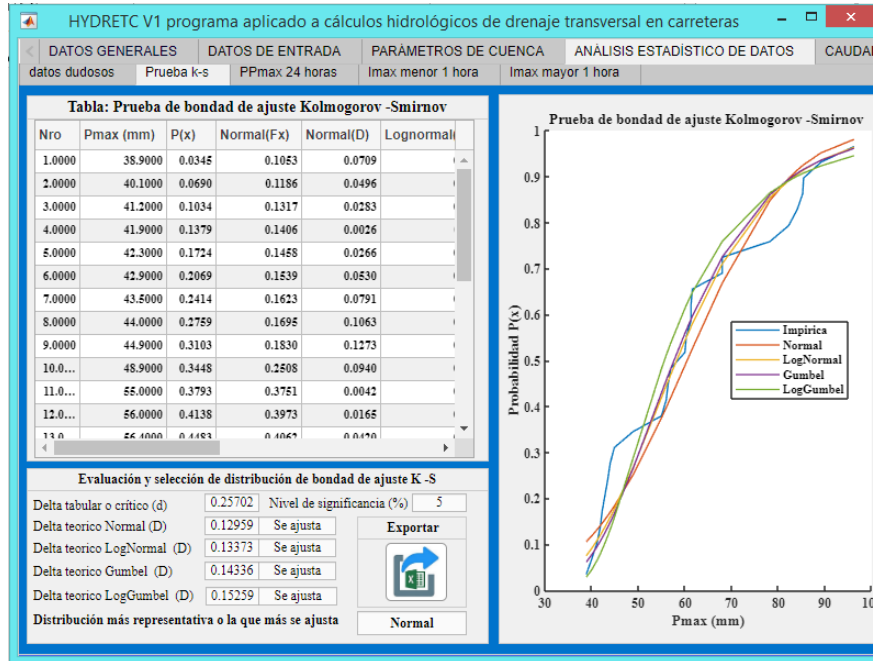 HYDRETC V1 programa aplicado a cálculos hidrológicos de drenaje transversal en carreteras
DATOS GENERALES DATOS DE ENTRADA PARÁMETROS DE CUENCA ANÁLISIS ESTADÍSTICO DE DATOS CAUDA
datos dudosos Prueba k-s PPmax 24 horas Imax menor 1 hora Imax mayor 1 hora
Tabla: Prueba de bondad de ajuste Kolmogorov -Smirnov
Nro Pmax (mm) P(x) Normal(Fx) Normal(D) Lognormal(
1.0000 38.9000 0.0345 0.1053 0.0709
2.0000 40.1000 0.0690 0.1186 0.0496
3.0000 41.2000 0.1034 0.1317 0.0283
4.0000 41.9000 0.1379 0.1406 0.0026
5.0000 42.3000 0.1724 0.1458 0.0266
6.0000 42.9000 0.2069 0.1539 0.0530
7.0000 43.5000 0.2414 0.1623 0.0791
8.0000 44.0000 0.2759 0.1695 0.1063
9.0000 44.9000 0.3103 0.1830 0.1273
10.0... 48.9000 0.3448 0.2508 0.0940
11.0... 55.0000 0.3793 0.3751 0.0042
12.0... 56.0000 0.4138 0.3973 0.0165
13.0 56.4000 0.4483 0.4062 0.0420
Evaluación y selección de distribución de bondad de ajuste K -S
Delta tabular o crítico (d) 0.25702 Nivel de significancia (%) 5
Delta teorico Normal (D) 0.12959 Se ajusta
Delta teorico LogNormal (D) 0.13373 Se ajusta
Delta teorico Gumbel (D) 0.14336 Se ajusta
Delta teorico LogGumbel (D) 0.15259 Se ajusta
Exportar
Distribución más representativa o la que más se ajusta Normal
Prueba de bondad de ajuste Kolmogorov -Smirnov
Probabilidad P(x)
1
0.9
0.8
0.7
0.6
0.5
0.4
0.3
0.2
0.1
0
30 40 50 60 70 80 90 10
Pmax (mm)
Impirica
Normal
LogNormal
Gumbel
LogGumbel